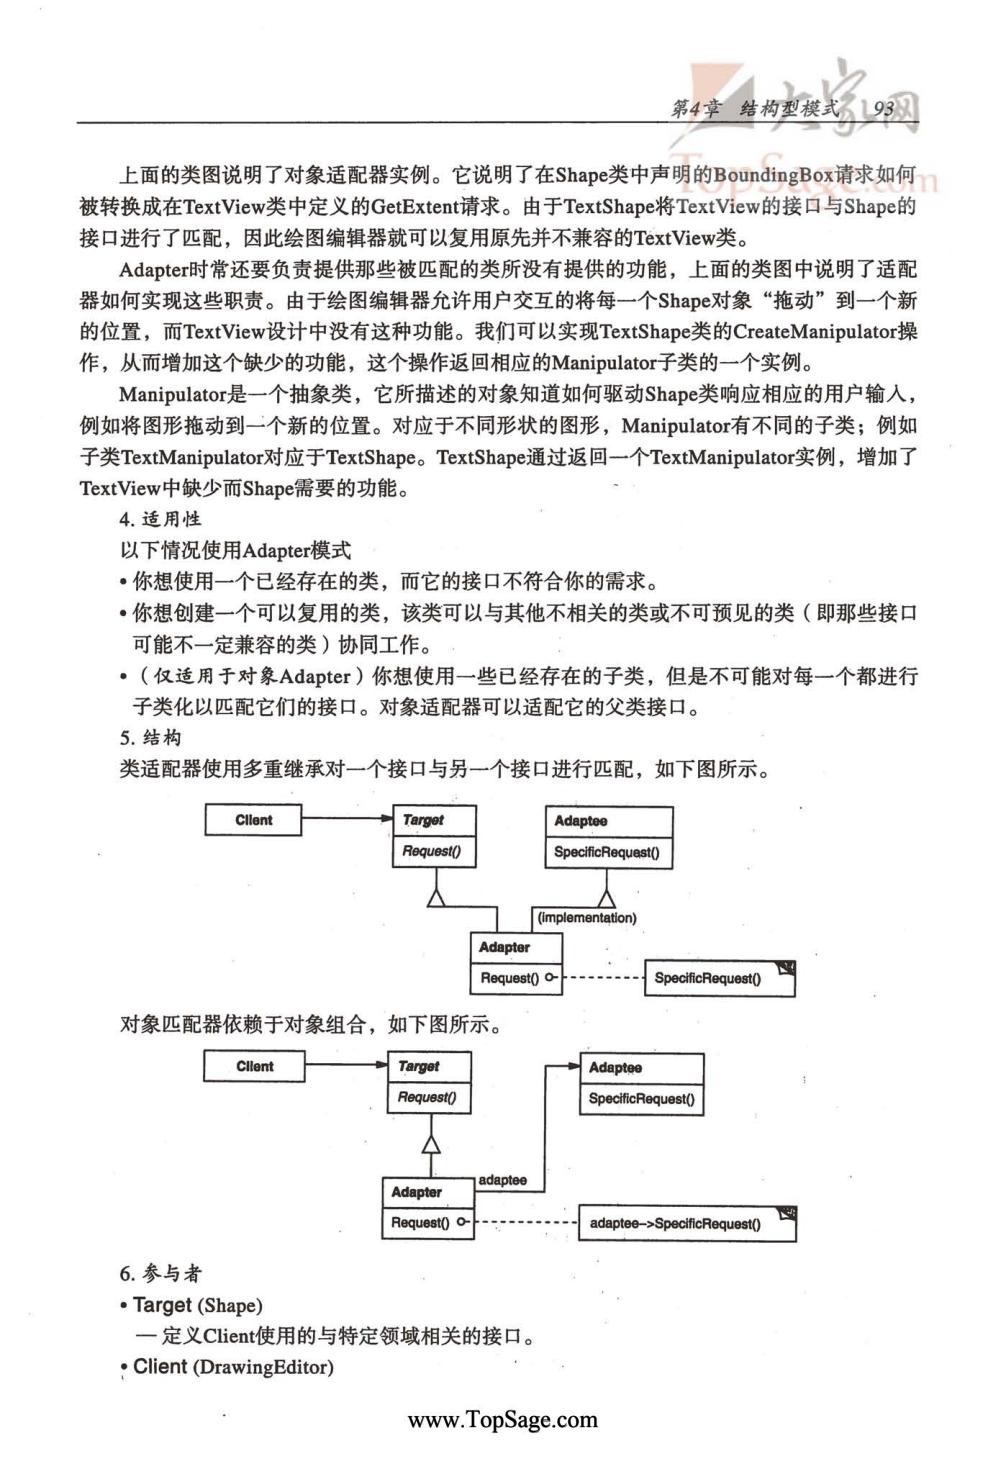 大家网
TopSage.com
第4章 结构型模式 93
上面的类图说明了对象适配器实例。它说明了在Shape类中声明的BoundingBox请求如何
被转换成在TextView类中定义的GetExtent请求。由于TextShape将TextView的接口与Shape的
接口进行了匹配，因此绘图编辑器就可以复用原先并不兼容的TextView类。
Adapter时常还要负责提供那些被匹配的类所没有提供的功能，上面的类图中说明了适配
器如何实现这些职责。由于绘图编辑器允许用户交互的将每一个Shape对象“拖动”到一个新
的位置，而TextView设计中没有这种功能。我们可以实现TextShape类的CreateManipulator操
作，从而增加这个缺少的功能，这个操作返回相应的Manipulator子类的一个实例。
Manipulator是一个抽象类，它所描述的对象知道如何驱动Shape类响应相应的用户输入，
例如将图形拖动到一个新的位置。对应于不同形状的图形，Manipulator有不同的子类；例如
子类TextManipulator对应于TextShape。TextShape通过返回一个TextManipulator实例，增加了
TextView中缺少而Shape需要的功能。
4. 适用性
以下情况使用Adapter模式
• 你想使用一个已经存在的类，而它的接口不符合你的需求。
• 你想创建一个可以复用的类，该类可以与其他不相关的类或不可预见的类（即那些接口
可能不一定兼容的类）协同工作。
•（仅适用于对象Adapter）你想使用一些已经存在的子类，但是不可能对每一个都进行
子类化以匹配它们的接口。对象适配器可以适配它的父类接口。
5. 结构
类适配器使用多重继承对一个接口与另一个接口进行匹配，如下图所示。
Client
Target
Adaptee
Request()
SpecificRequest()
(implementation)
Adapter
Request()
SpecificRequest()
对象匹配器依赖于对象组合，如下图所示。
Client
Target
Adaptee
Request()
SpecificRequest()
adaptee
Adapter
Request()
adaptee->SpecificRequest()
6. 参与者
• Target (Shape)
— 定义Client使用的与特定领域相关的接口。
• Client (DrawingEditor)
www.TopSage.com